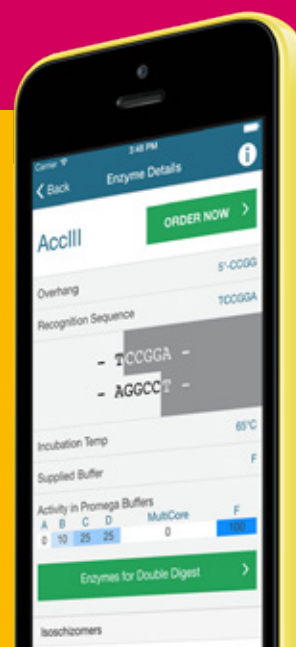 Carrier 3:48 PM
Back Enzyme Details i
AccIII ORDER NOW
Overhang 5'-CCGG
Recognition Sequence TCCGGA
- TCCGGA -
- AGGCCT -
Incubation Temp 65°C
Supplied Buffer F
Activity in Promega Buffers
A B C D MultiCore F
0 10 25 25 0 100
Enzymes for Double Digest
Isoschizomers